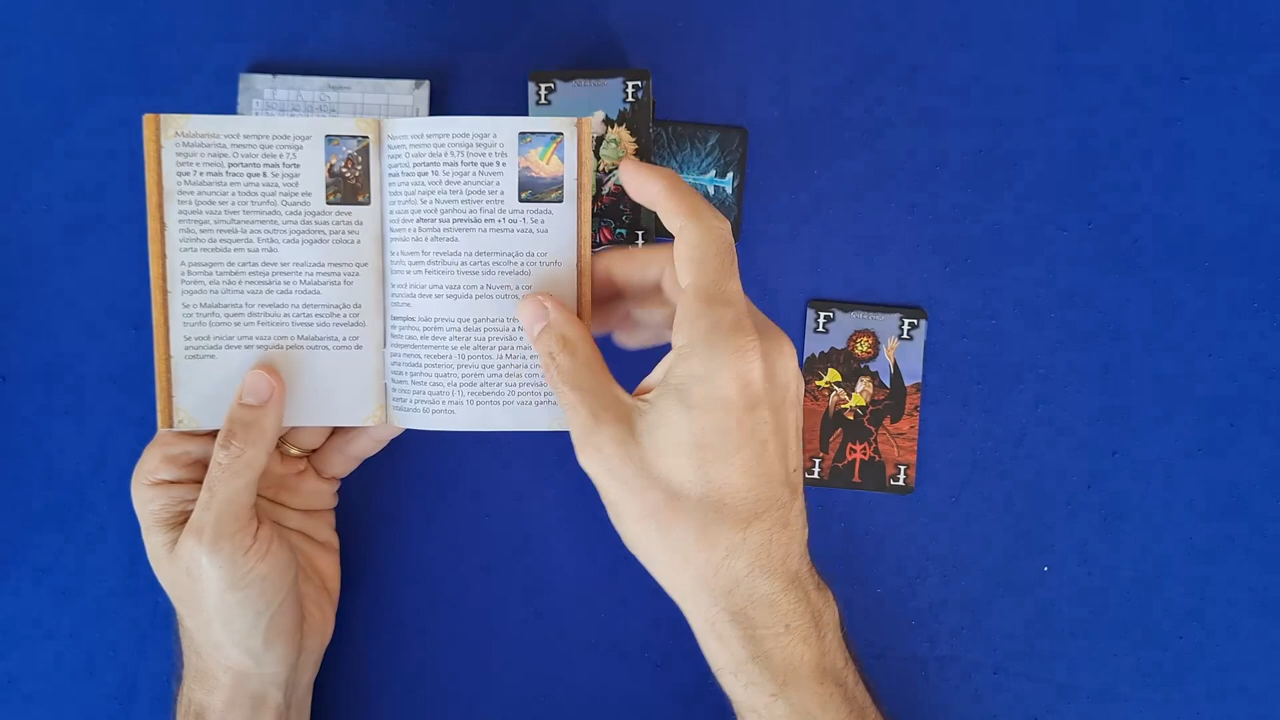 Malabarista: você sempre pode jogar
o Malabarista, mesmo que consiga
seguir o naipe. O valor dele é 7,5
(sete e meio), portanto mais forte
que 7 e mais fraco que 8. Se jogar
o Malabarista em uma vaza, você
deve anunciar a todos qual naipe ele
terá (pode ser a cor trunfo). Quando
aquela vaza tiver terminado, cada jogador deve
entregar, simultaneamente, uma das suas cartas da
mão, sem revelá-la aos outros jogadores, para seu
vizinho da esquerda. Então, cada jogador coloca a
carta recebida em sua mão.
A passagem de cartas deve ser realizada mesmo que
a Bomba também esteja presente na mesma vaza.
Porém, ela não é necessária se o Malabarista for
jogado na última vaza de cada rodada.
Se o Malabarista for revelado na determinação da
cor trunfo, quem distribuiu as cartas escolhe a cor
trunfo (como se um Feiticeiro tivesse sido revelado).
Se você iniciar uma vaza com o Malabarista, a cor
anunciada deve ser seguida pelos outros, como de
costume.
Nuvem: você sempre pode jogar a
Nuvem, mesmo que consiga seguir o
naipe. O valor dela é 9,75 (nove e três
quartos), portanto mais forte que 9 e
mais fraco que 10. Se jogar a Nuvem
em uma vaza, você deve anunciar a
todos qual naipe ela terá (pode ser a
cor trunfo). Se a Nuvem estiver entre
as vazas que você ganhou ao final de uma rodada,
você deve alterar sua previsão em +1 ou -1. Se a
Nuvem e a Bomba estiverem na mesma vaza, sua
previsão não é alterada.
Se a Nuvem for revelada na determinação da cor
trunfo, quem distribuiu as cartas escolhe a cor trunfo
(como se um Feiticeiro tivesse sido revelado).
Se você iniciar uma vaza com a Nuvem, a cor
anunciada deve ser seguida pelos outros,
costume.
Exemplos: João previu que ganharia três
ele ganhou, porém uma delas possuía a
Neste caso, ele deve alterar sua previsão e
independentemente se ele alterar para mais
para menos, receberá -10 pontos. Já Maria, em
uma rodada posterior, previu que ganharia
vazas e ganhou quatro, porém uma delas com a
Nuvem. Neste caso, ela pode alterar sua previsão
de cinco para quatro (-1), recebendo 20 pontos por
acertar a previsão e mais 10 pontos por vaza ganha,
totalizando 60 pontos.
F F
F F
Feiticeiro
F F